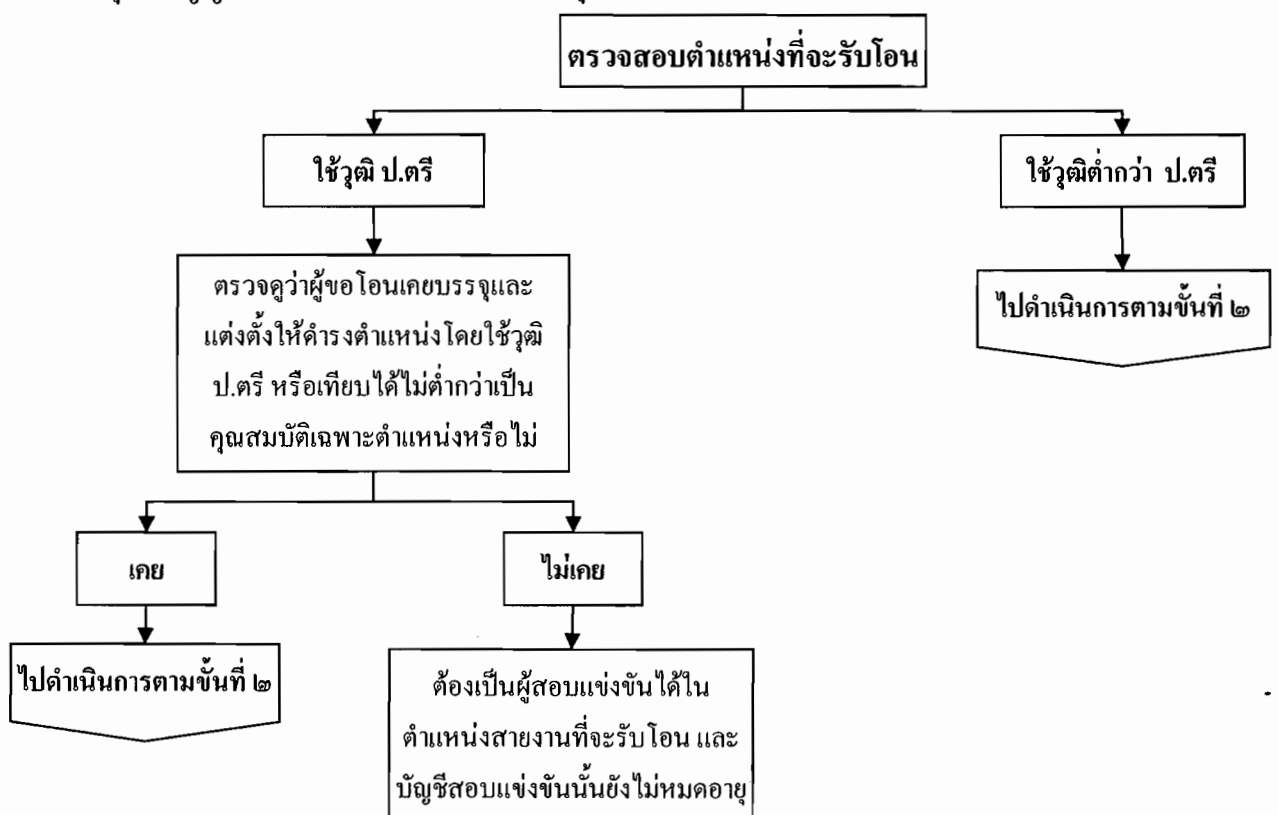 ตรวจสอบตำแหน่งที่จะรับโอน
ใช้วุฒิ ป.ตรี
ใช้วุฒิต่ำกว่า ป.ตรี
ตรวจดูว่าผู้ขอโอนเคยบรรจุและ
แต่งตั้งให้ดำรงตำแหน่งโดยใช้วุฒิ
ป.ตรี หรือเทียบได้ไม่ต่ำกว่าเป็น
คุณสมบัติเฉพาะตำแหน่งหรือไม่
ไปดำเนินการตามขั้นที่ ๒
เคย
ไม่เคย
ไปดำเนินการตามขั้นที่ ๒
ต้องเป็นผู้สอบแข่งขันได้ใน
ตำแหน่งสายงานที่จะรับโอน และ
บัญชีสอบแข่งขันนั้นยังไม่หมดอายุ